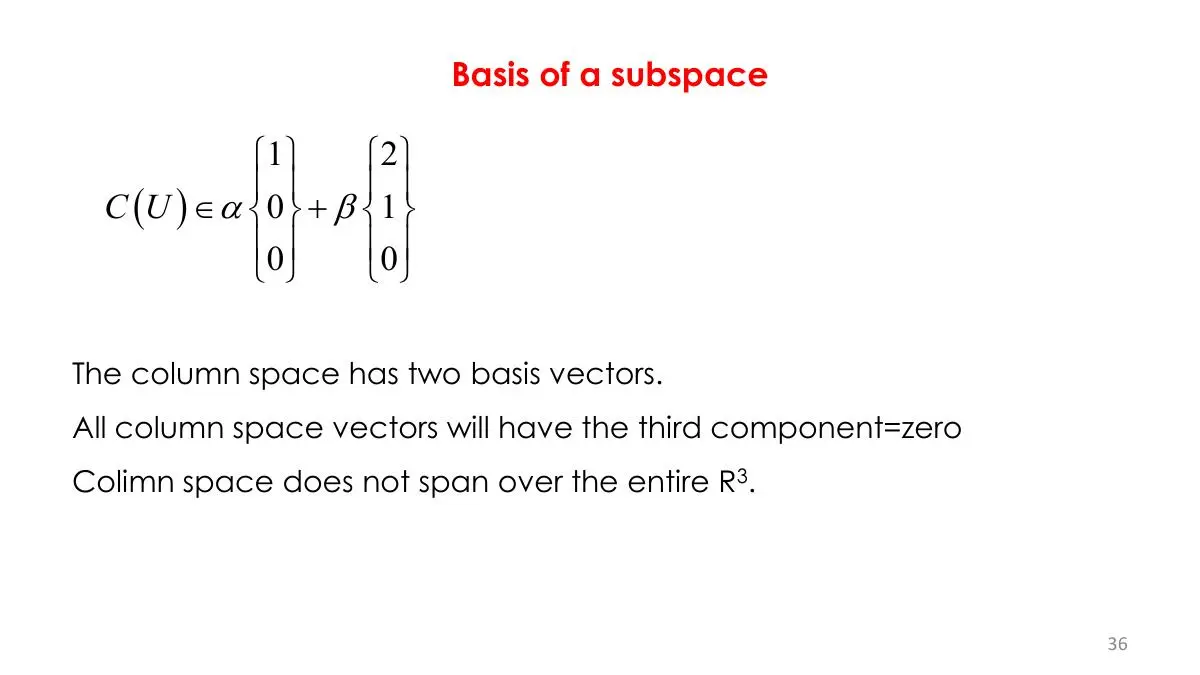 Basis of a subspace
C(U) ∈ α {1 0 0} + β {2 1 0}
The column space has two basis vectors.
All column space vectors will have the third component=zero
Colimn space does not span over the entire R³.
36